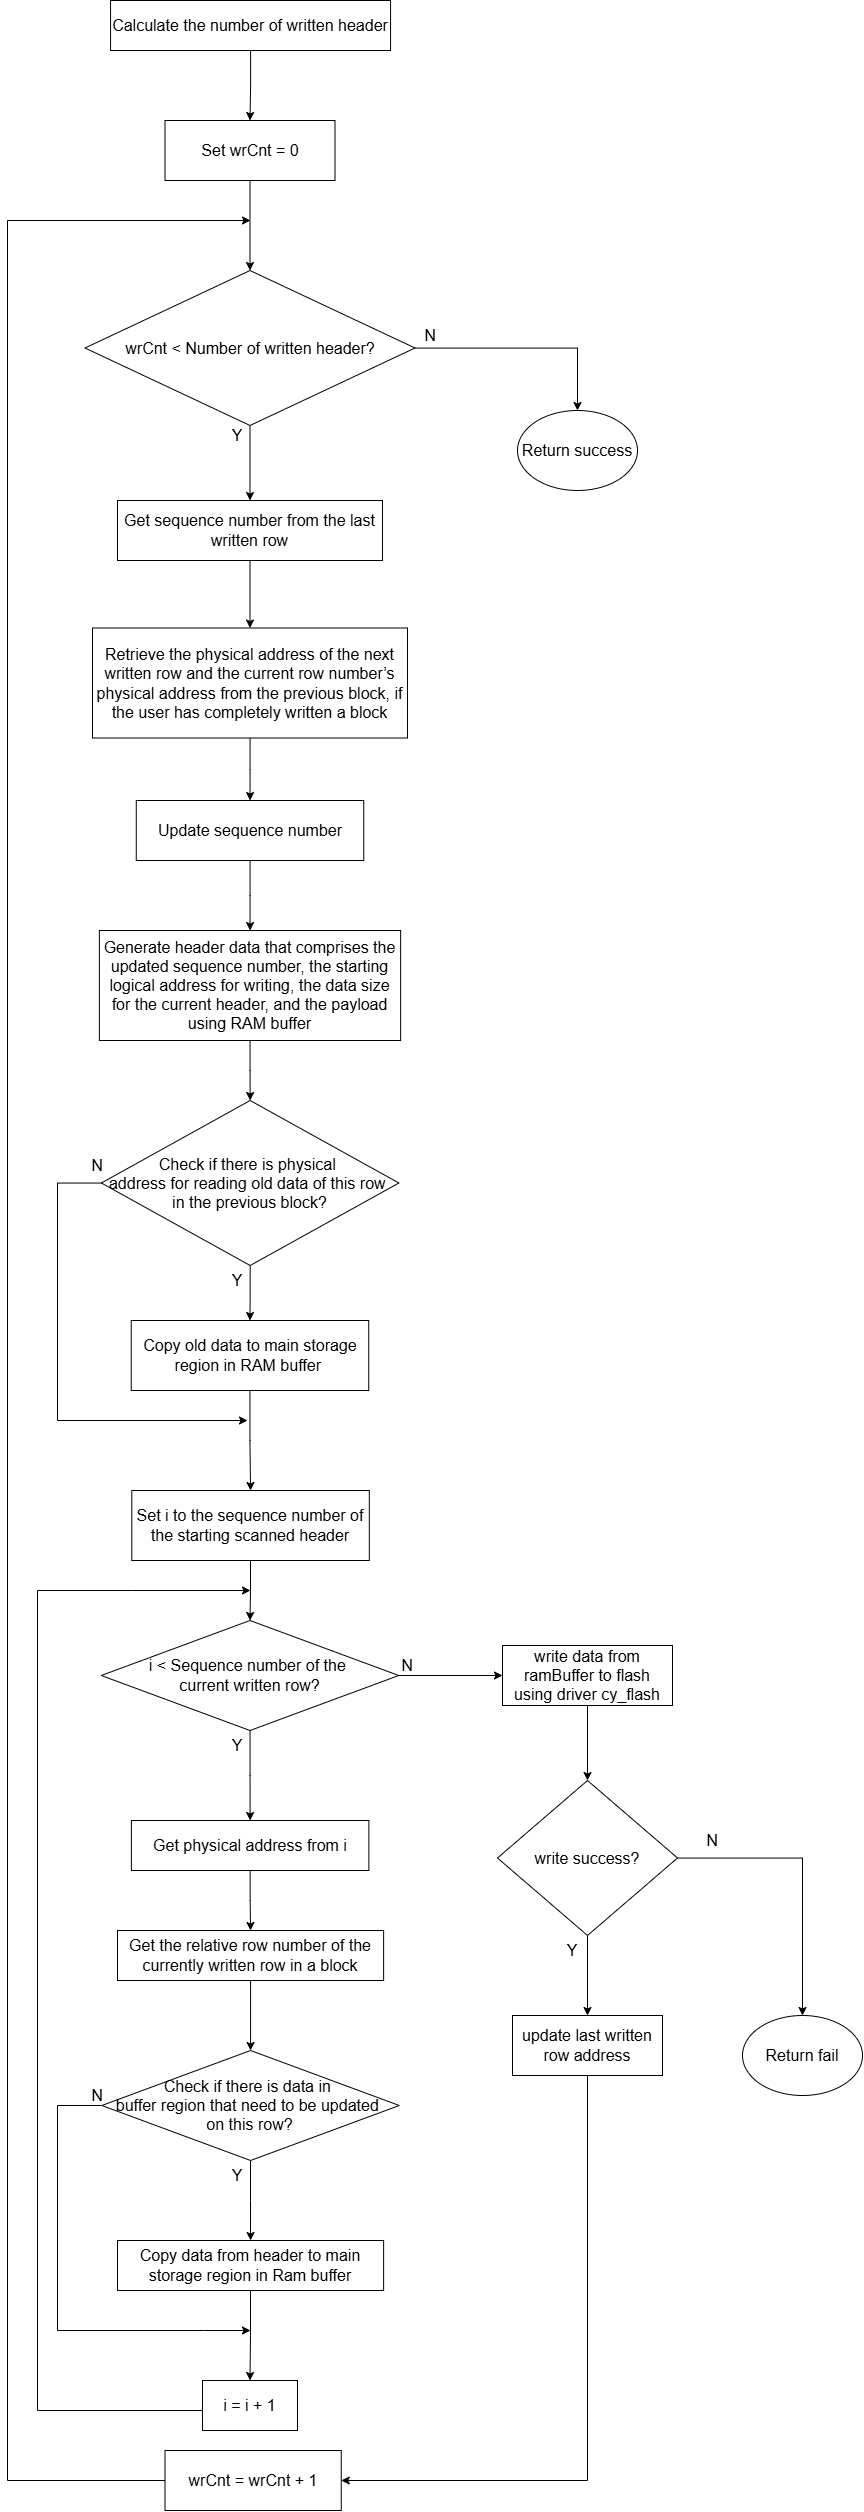 Calculate the number of written header
Set wrCnt = 0
wrCnt < Number of written header?
N
Return success
Y
Get sequence number from the last
written row
Retrieve the physical address of the next
written row and the current row number’s
physical address from the previous block, if
the user has completely written a block
Update sequence number
Generate header data that comprises the
updated sequence number, the starting
logical address for writing, the data size
for the current header, and the payload
using RAM buffer
N
Check if there is physical
address for reading old data of this row
in the previous block?
Y
Copy old data to main storage
region in RAM buffer
Set i to the sequence number of
the starting scanned header
i < Sequence number of the
current written row?
N
write data from
ramBuffer to flash
using driver cy_flash
Y
write success?
N
Get physical address from i
Get the relative row number of the
currently written row in a block
Y
update last written
row address
Return fail
N
Check if there is data in
buffer region that need to be updated
on this row?
Y
Copy data from header to main
storage region in Ram buffer
i = i + 1
wrCnt = wrCnt + 1